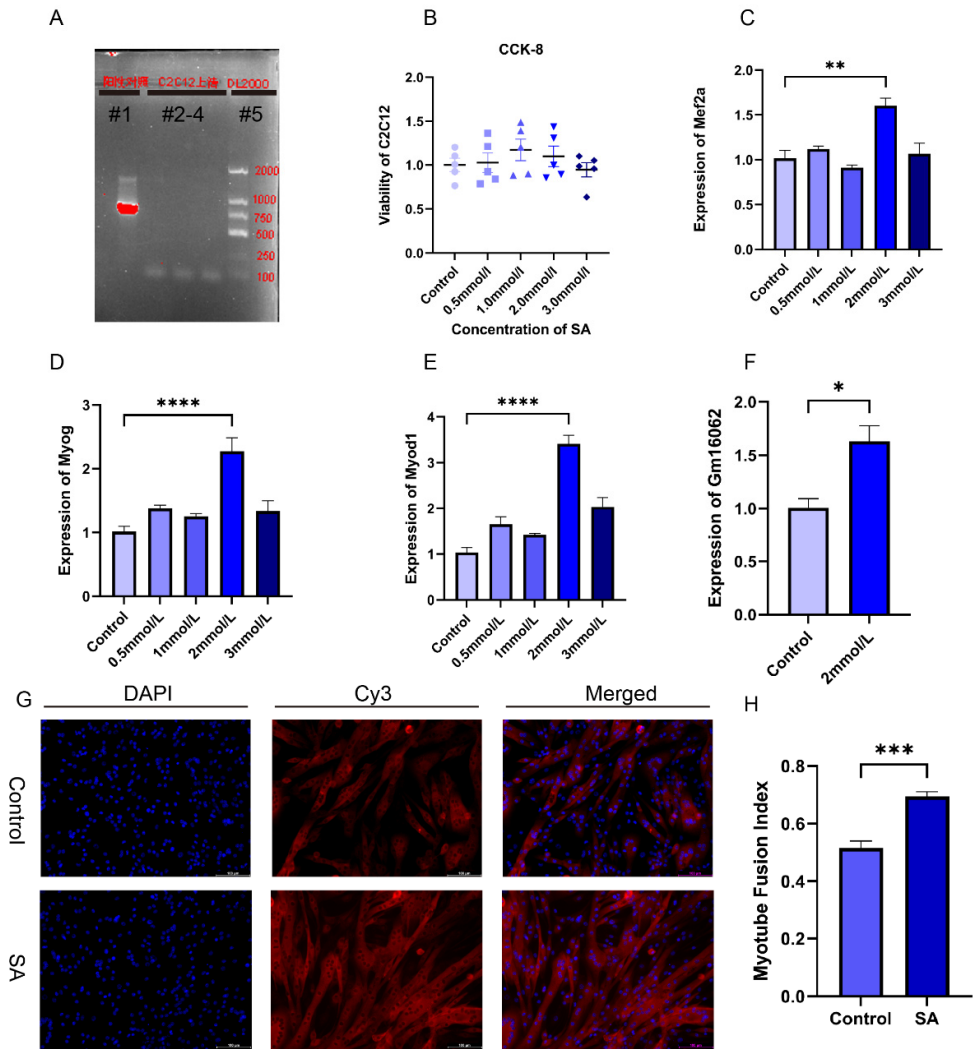 A
阳性对照 C2C12上清 DL2000
#1 #2-4 #5
2000
1000
750
500
250
100
B
CCK-8
Viability of C2C12
2.0
1.5
1.0
0.5
0.0
Control
0.5mmol/l
1.0mmol/l
2.0mmol/l
3.0mmol/l
Concentration of SA
C
Expression of Mef2a
2.0
1.5
1.0
0.5
0.0
**
Control
0.5mmol/L
1mmol/L
2mmol/L
3mmol/L
D
Expression of Myog
3
2
1
0
****
Control
0.5mmol/L
1mmol/L
2mmol/L
3mmol/L
E
Expression of Myod1
4
3
2
1
0
****
Control
0.5mmol/L
1mmol/L
2mmol/L
3mmol/L
F
Expression of Gm16062
2.0
1.5
1.0
0.5
0.0
*
Control
2mmol/L
G
DAPI Cy3 Merged
Control
SA
H
Myotube Fusion Index
0.8
0.6
0.4
0.2
0.0
***
Control SA